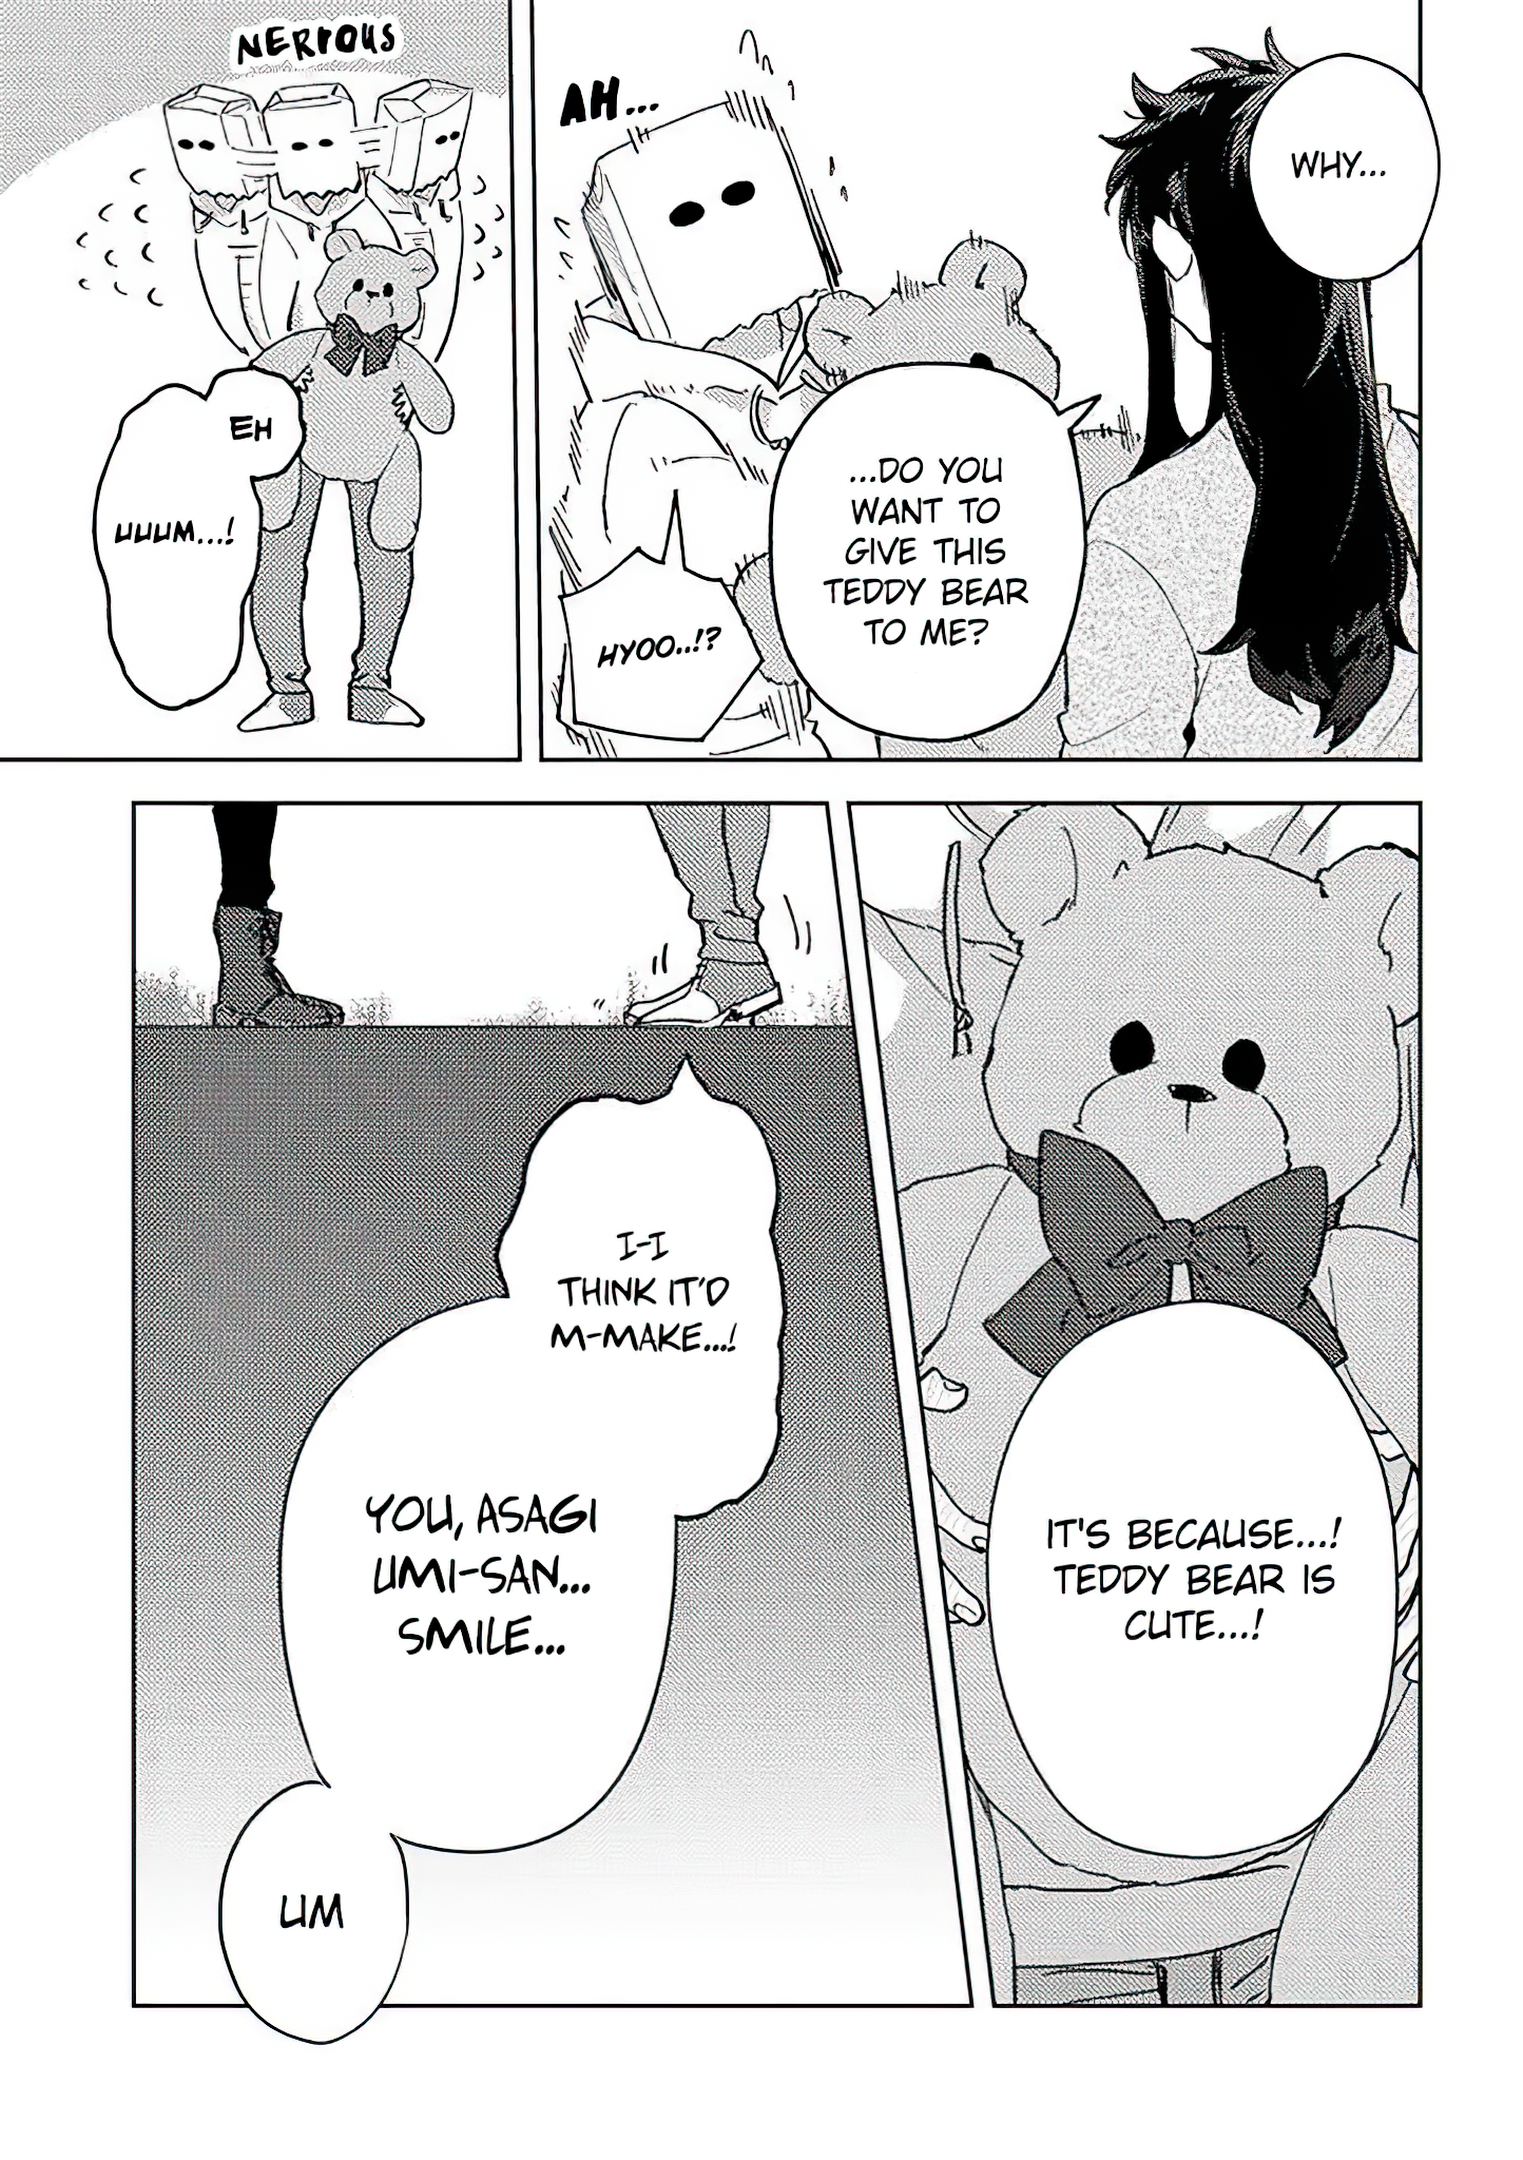 WHY...
AH...
...DO YOU
WANT TO
GIVE THIS
TEDDY BEAR
TO ME?
HYOO..!?
NERVOUS
EH
UUUM...!
IT'S BECAUSE...!
TEDDY BEAR IS
CUTE...!
I-I
THINK IT'D
M-MAKE...!
YOU, ASAGI
UMI-SAN...
SMILE...
UM